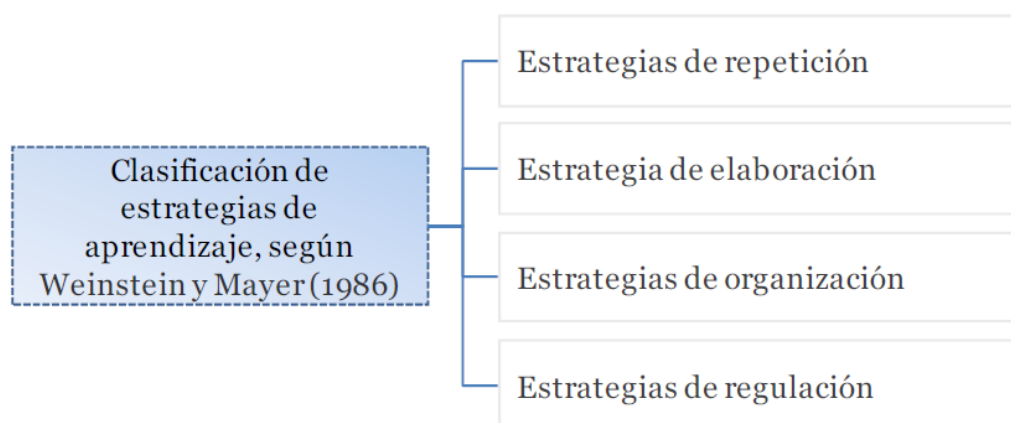 Clasificación de
estrategias de
aprendizaje, según
Weinstein y Mayer (1986)
Estrategias de repetición
Estrategia de elaboración
Estrategias de organización
Estrategias de regulación